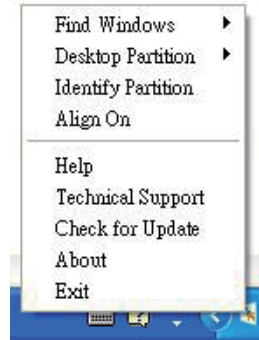 Find Windows
Desktop Partition
Identify Partition
Align On
Help
Technical Support
Check for Update
About
Exit